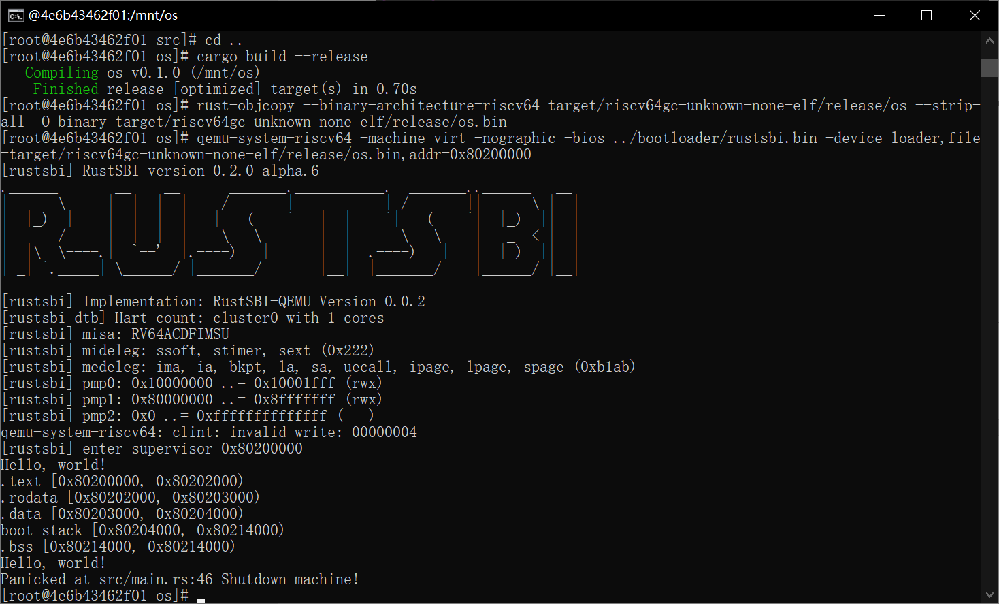 @4e6b43462f01:/mnt/os
[root@4e6b43462f01 src]# cd ..
[root@4e6b43462f01 os]# cargo build --release
   Compiling os v0.1.0 (/mnt/os)
    Finished release [optimized] target(s) in 0.70s
[root@4e6b43462f01 os]# rust-objcopy --binary-architecture=riscv64 target/riscv64gc-unknown-none-elf/release/os --strip-
all -O binary target/riscv64gc-unknown-none-elf/release/os.bin
[root@4e6b43462f01 os]# qemu-system-riscv64 -machine virt -nographic -bios ../bootloader/rustsbi.bin -device loader,file
=target/riscv64gc-unknown-none-elf/release/os.bin,addr=0x80200000
[rustsbi] RustSBI version 0.2.0-alpha.6
RUSTSBI
[rustsbi] Implementation: RustSBI-QEMU Version 0.0.2
[rustsbi-dtb] Hart count: cluster0 with 1 cores
[rustsbi] misa: RV64ACDFIMSU
[rustsbi] mideleg: ssoft, stimer, sext (0x222)
[rustsbi] medeleg: ima, ia, bkpt, la, sa, uecall, ipage, lpage, spage (0xb1ab)
[rustsbi] pmp0: 0x10000000 ..= 0x10001fff (rwx)
[rustsbi] pmp1: 0x80000000 ..= 0x8fffffff (rwx)
[rustsbi] pmp2: 0x0 ..= 0xffffffffffffff (---)
qemu-system-riscv64: clint: invalid write: 00000004
[rustsbi] enter supervisor 0x80200000
Hello, world!
.text [0x80200000, 0x80202000)
.rodata [0x80202000, 0x80203000)
.data [0x80203000, 0x80204000)
boot_stack [0x80204000, 0x80214000)
.bss [0x80214000, 0x80214000)
Hello, world!
Panicked at src/main.rs:46 Shutdown machine!
[root@4e6b43462f01 os]#